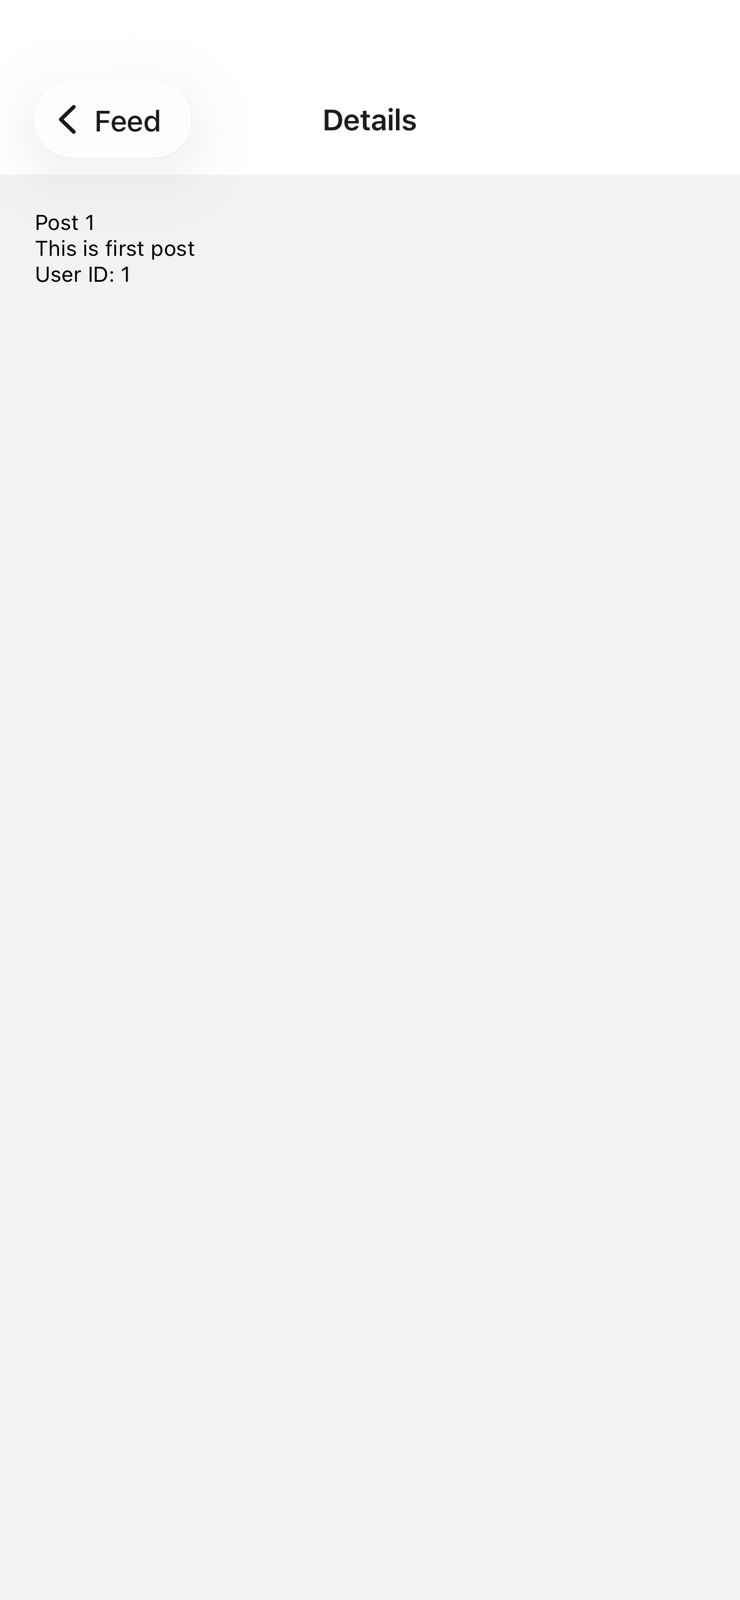 Feed
Details
Post 1
This is first post
User ID: 1